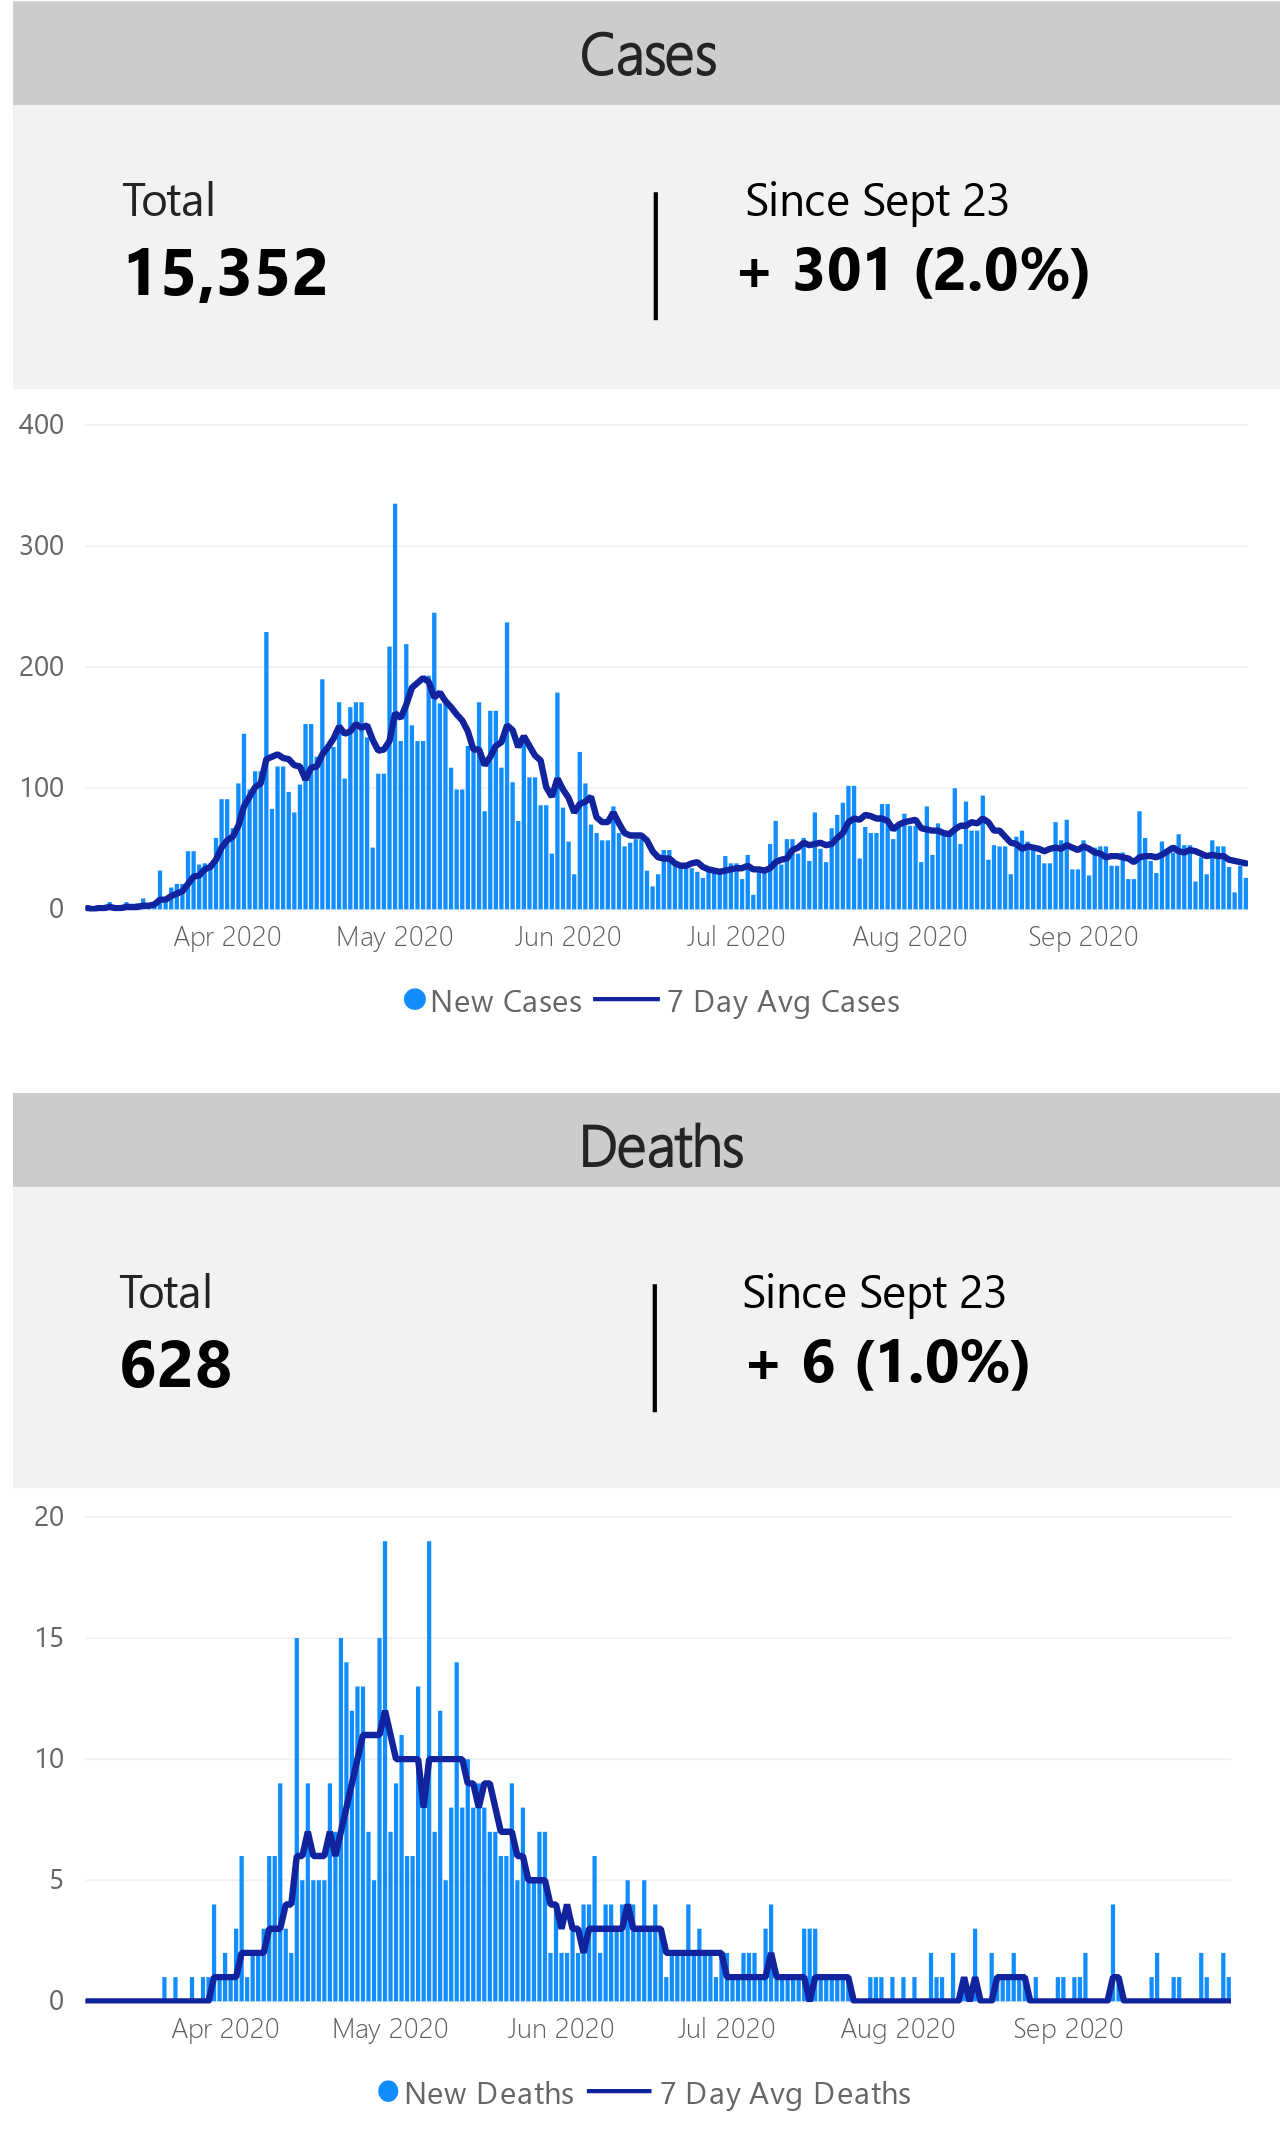 Cases
Total
Since Sept 23
15,352
+ 301 (2.0%)
400
300
200
100
0
Apr 2020 May 2020 Jun 2020 Jul 2020 Aug 2020 Sep 2020
New Cases 7 Day Avg Cases
Deaths
Total
Since Sept 23
628
+ 6 (1.0%)
20
15
10
5
0
Apr 2020 May 2020 Jun 2020 Jul 2020 Aug 2020 Sep 2020
New Deaths 7 Day Avg Deaths